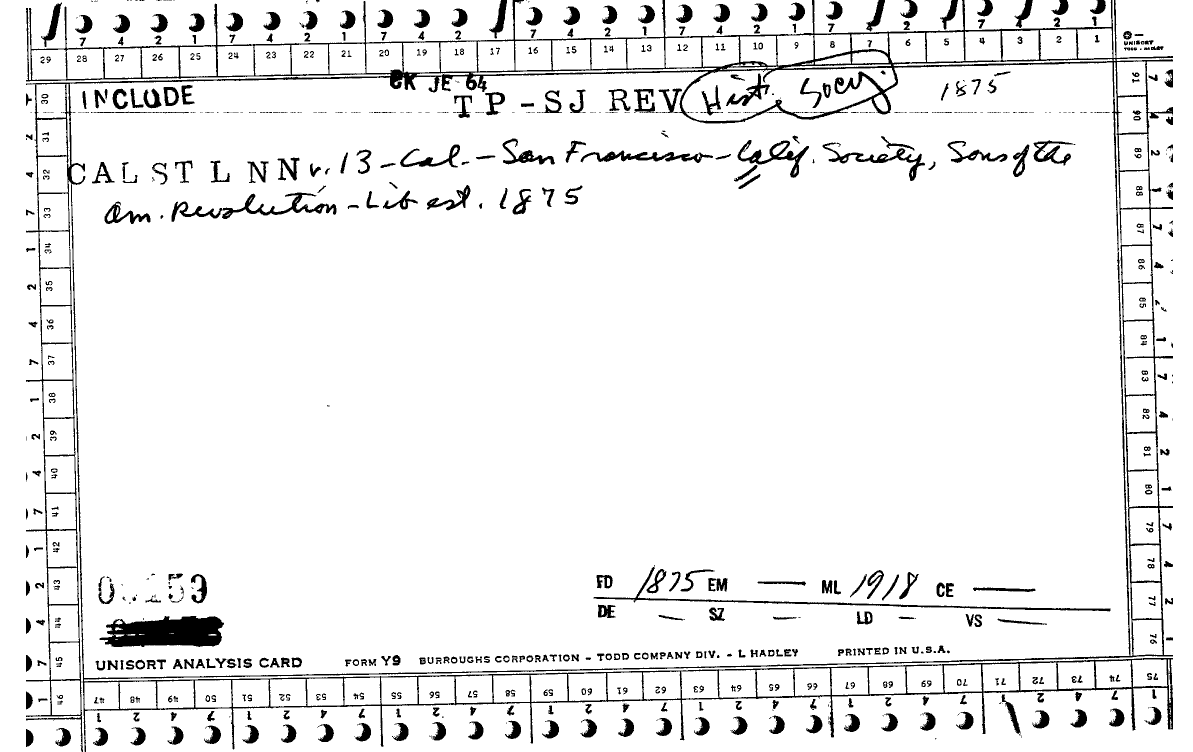 7 4 2 1 7 4 2 1 7 4 2 1 7 4 2 1 7 4 2 1 7 4 2 1 7 4 2 1
29 28 27 26 25 24 23 22 21 20 19 18 17 16 15 14 13 12 11 10 9 8 7 6 5 4 3 2 1
UNISORT
TODD - HADLEY
BK JE 64
INCLUDE
TP-SJ REV Hist. Socy. 1875
CAL ST L NN v. 13 - Cal. - San Francisco - Calif. Society, Sons of the
Am. Revolution - Lib est. 1875
30 31 32 33 34 35 36 37 38 39 40 41 42 43 44 45 46
91 90 89 88 87 86 85 84 83 82 81 80 79 78 77 76
159
FD 1875 EM — ML 1918 CE —
DE — SZ — LD — VS —
UNISORT ANALYSIS CARD FORM Y9 BURROUGHS CORPORATION - TODD COMPANY DIV. - L HADLEY PRINTED IN U.S.A.
47 48 49 50 51 52 53 54 55 56 57 58 59 60 61 62 63 64 65 66 67 68 69 70 71 72 73 74 75